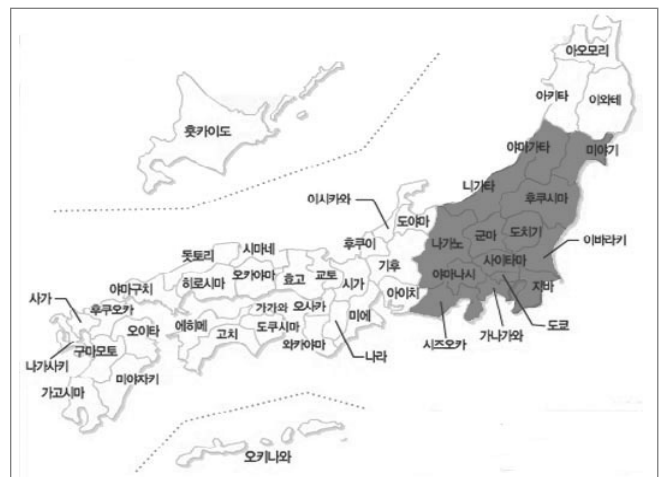 아오모리
아키타
이와테
홋카이도
야마가타
미야기
니가타
후쿠시마
이시카와
도야마
나가노
군마
도치기
이바라키
후쿠이
기후
사이타마
돗토리
시마네
야마나시
지바
히로시마
오카야마
효고
교토
시가
아이치
야마구치
사가
우쿠오카
가가와
오사카
미에
시즈오카
가나가와
도쿄
오이타
에히메
고치
도쿠시마
와카야마
나라
나가사키
구마모토
미야자키
가고시마
오키나와